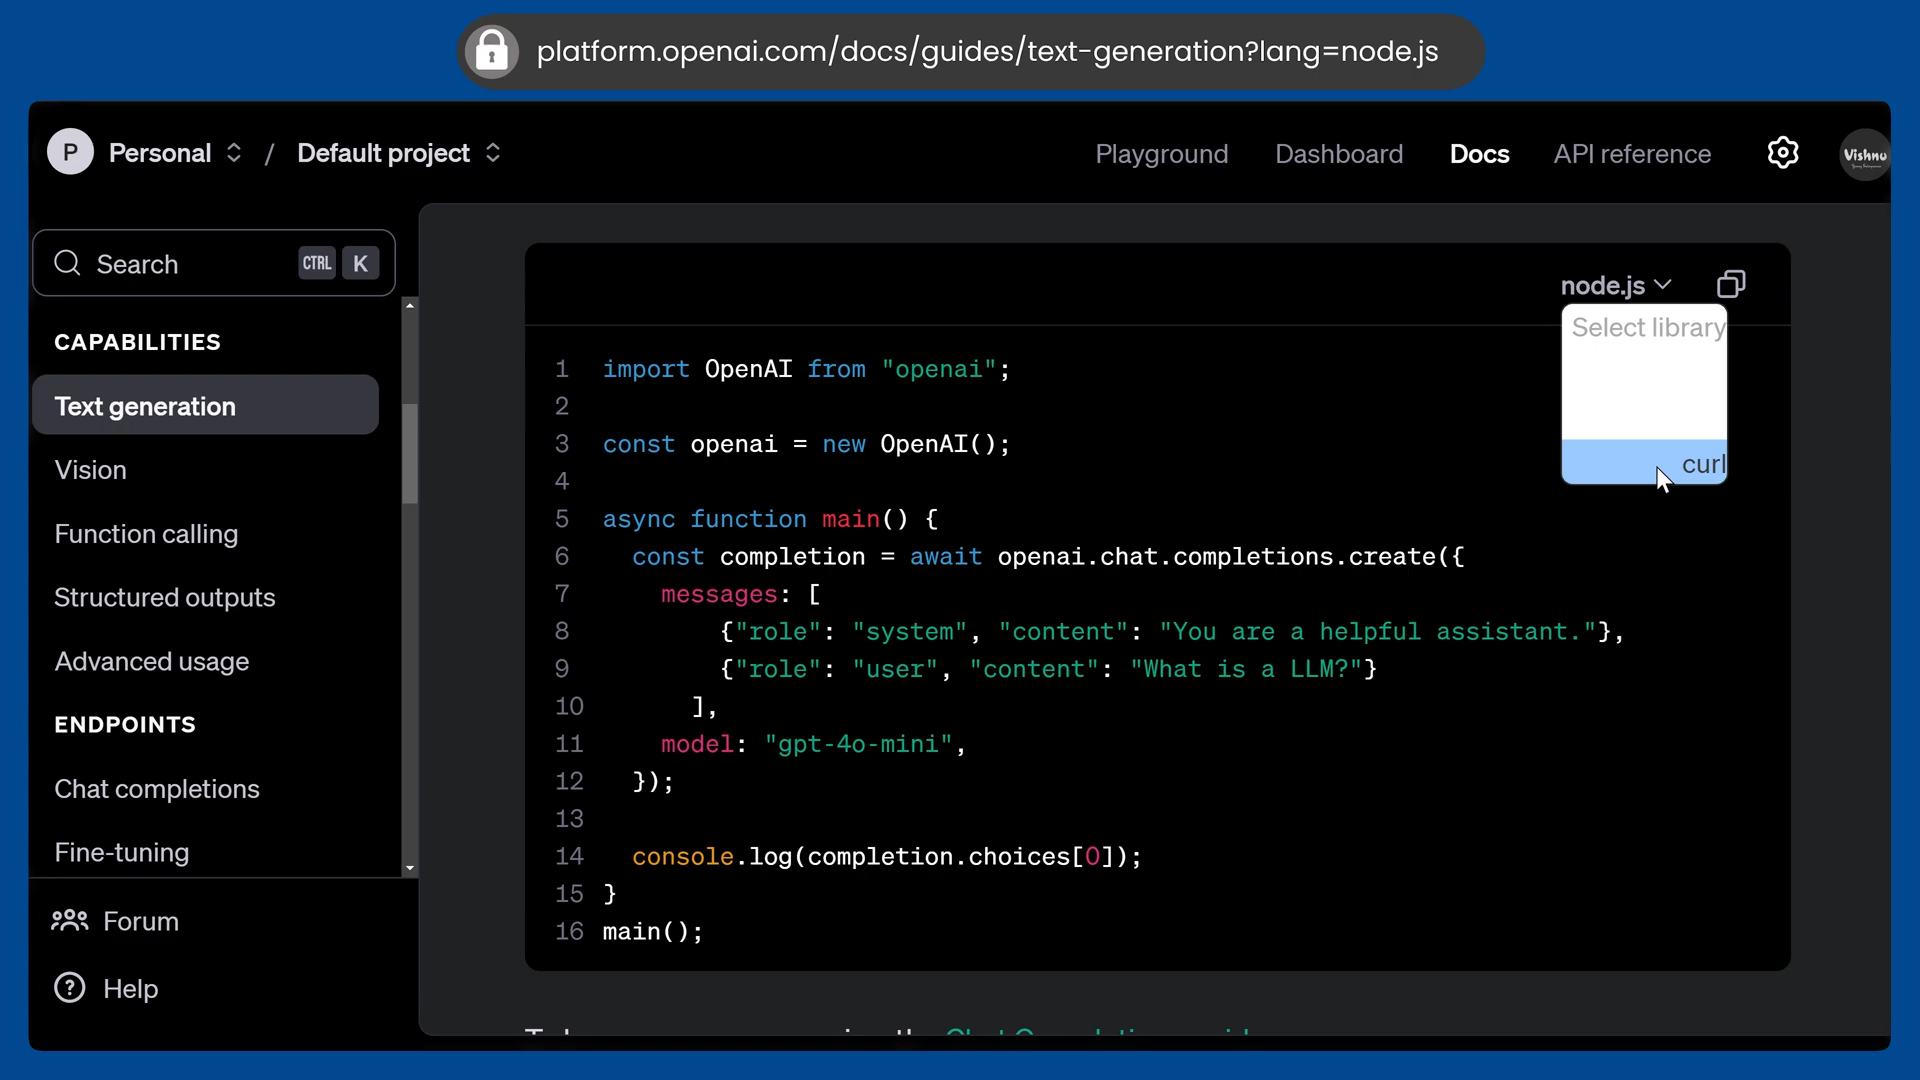 platform.openai.com/docs/guides/text-generation?lang=node.js
P Personal / Default project
Playground Dashboard Docs API reference
Vishnu
Search CTRL K
CAPABILITIES
Text generation
Vision
Function calling
Structured outputs
Advanced usage
ENDPOINTS
Chat completions
Fine-tuning
Forum
Help
node.js
Select library
curl
1 import OpenAI from "openai";
2
3 const openai = new OpenAI();
4
5 async function main() {
6 const completion = await openai.chat.completions.create({
7 messages: [
8 {"role": "system", "content": "You are a helpful assistant."},
9 {"role": "user", "content": "What is a LLM?"}
10 ],
11 model: "gpt-4o-mini",
12 });
13
14 console.log(completion.choices[0]);
15 }
16 main();